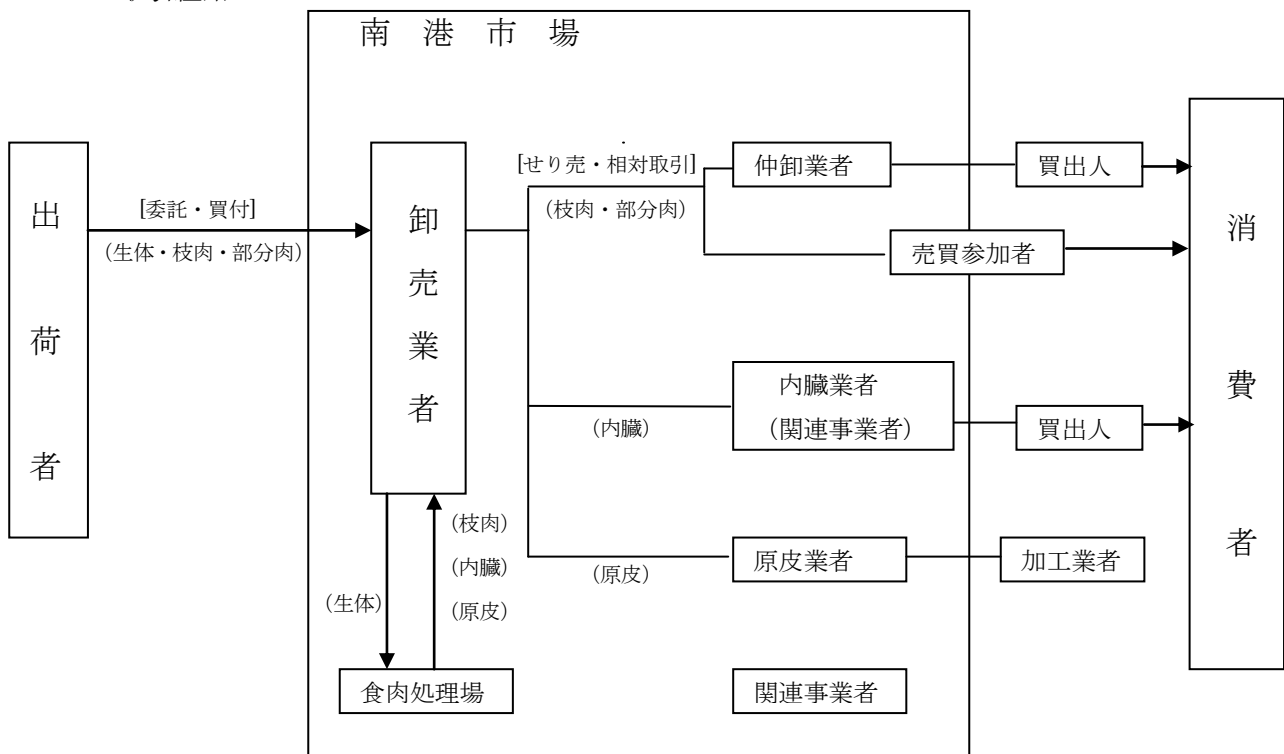 南港市場
出荷者
[委託・買付]
（生体・枝肉・部分肉）
卸売業者
[せり売・相対取引]
（枝肉・部分肉）
仲卸業者
買出人
売買参加者
消費者
内臓業者
（関連事業者）
（内臓）
買出人
原皮業者
（原皮）
加工業者
（枝肉）
（内臓）
（原皮）
（生体）
食肉処理場
関連事業者